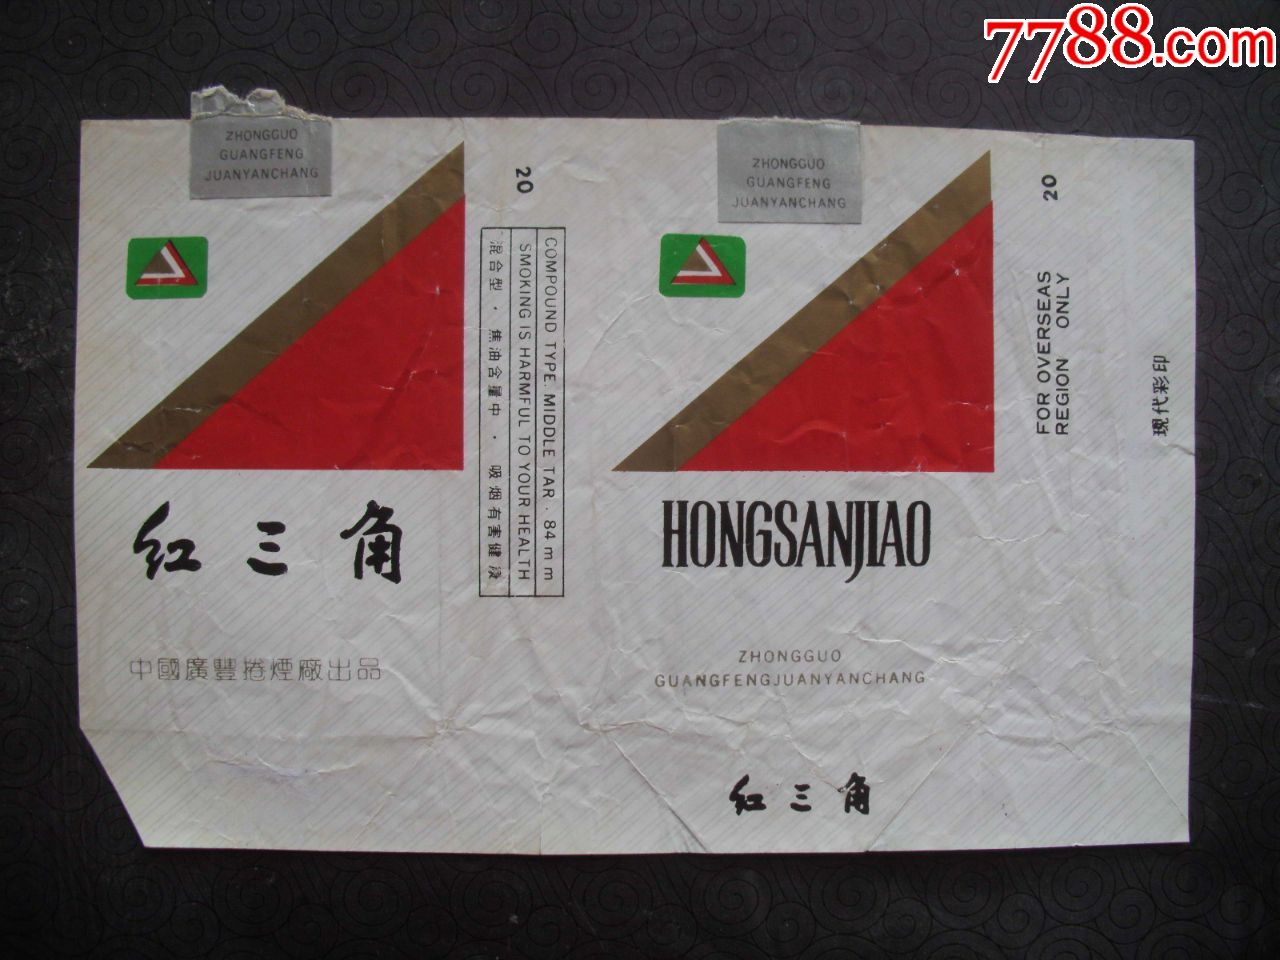 7788.com
ZHONGGUO
GUANGFENG
JUANYANCHANG
红三角
中國廣豐捲煙廠出品
20
COMPOUND TYPE. MIDDLE TAR · 84mm
SMOKING IS HARMFUL TO YOUR HEALTH
混合型 · 焦油含量中 · 吸烟有害健康
ZHONGGUO
GUANGFENG
JUANYANCHANG
HONGSANJIAO
ZHONGGUO
GUANGFENGJUANYANCHANG
红三角
20
FOR OVERSEAS
REGION ONLY
现代彩印